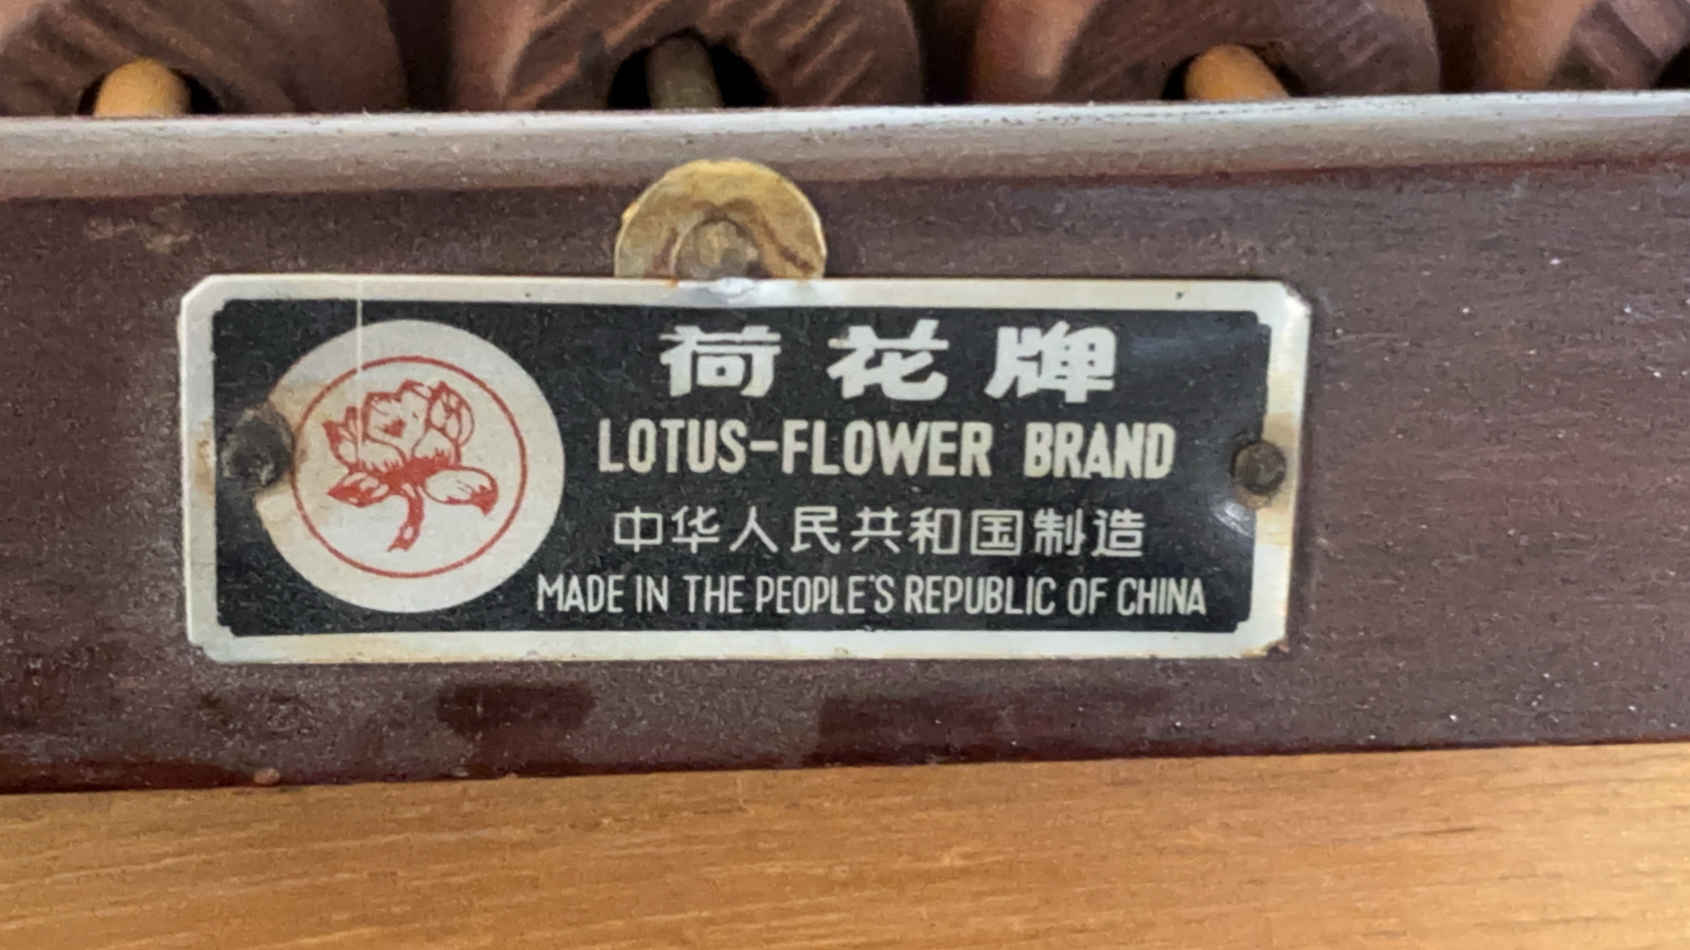 荷花牌
LOTUS-FLOWER BRAND
中华人民共和国制造
MADE IN THE PEOPLE'S REPUBLIC OF CHINA